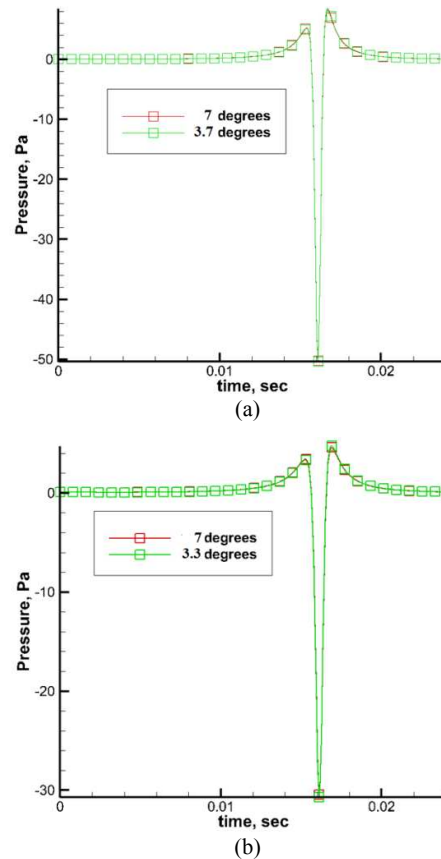 0
-10
-20
-30
-40
-50
Pressure, Pa
7 degrees
3.7 degrees
0
0.01
0.02
time, sec
(a)
0
-10
-20
-30
Pressure, Pa
7 degrees
3.3 degrees
0
0.01
0.02
time, sec
(b)